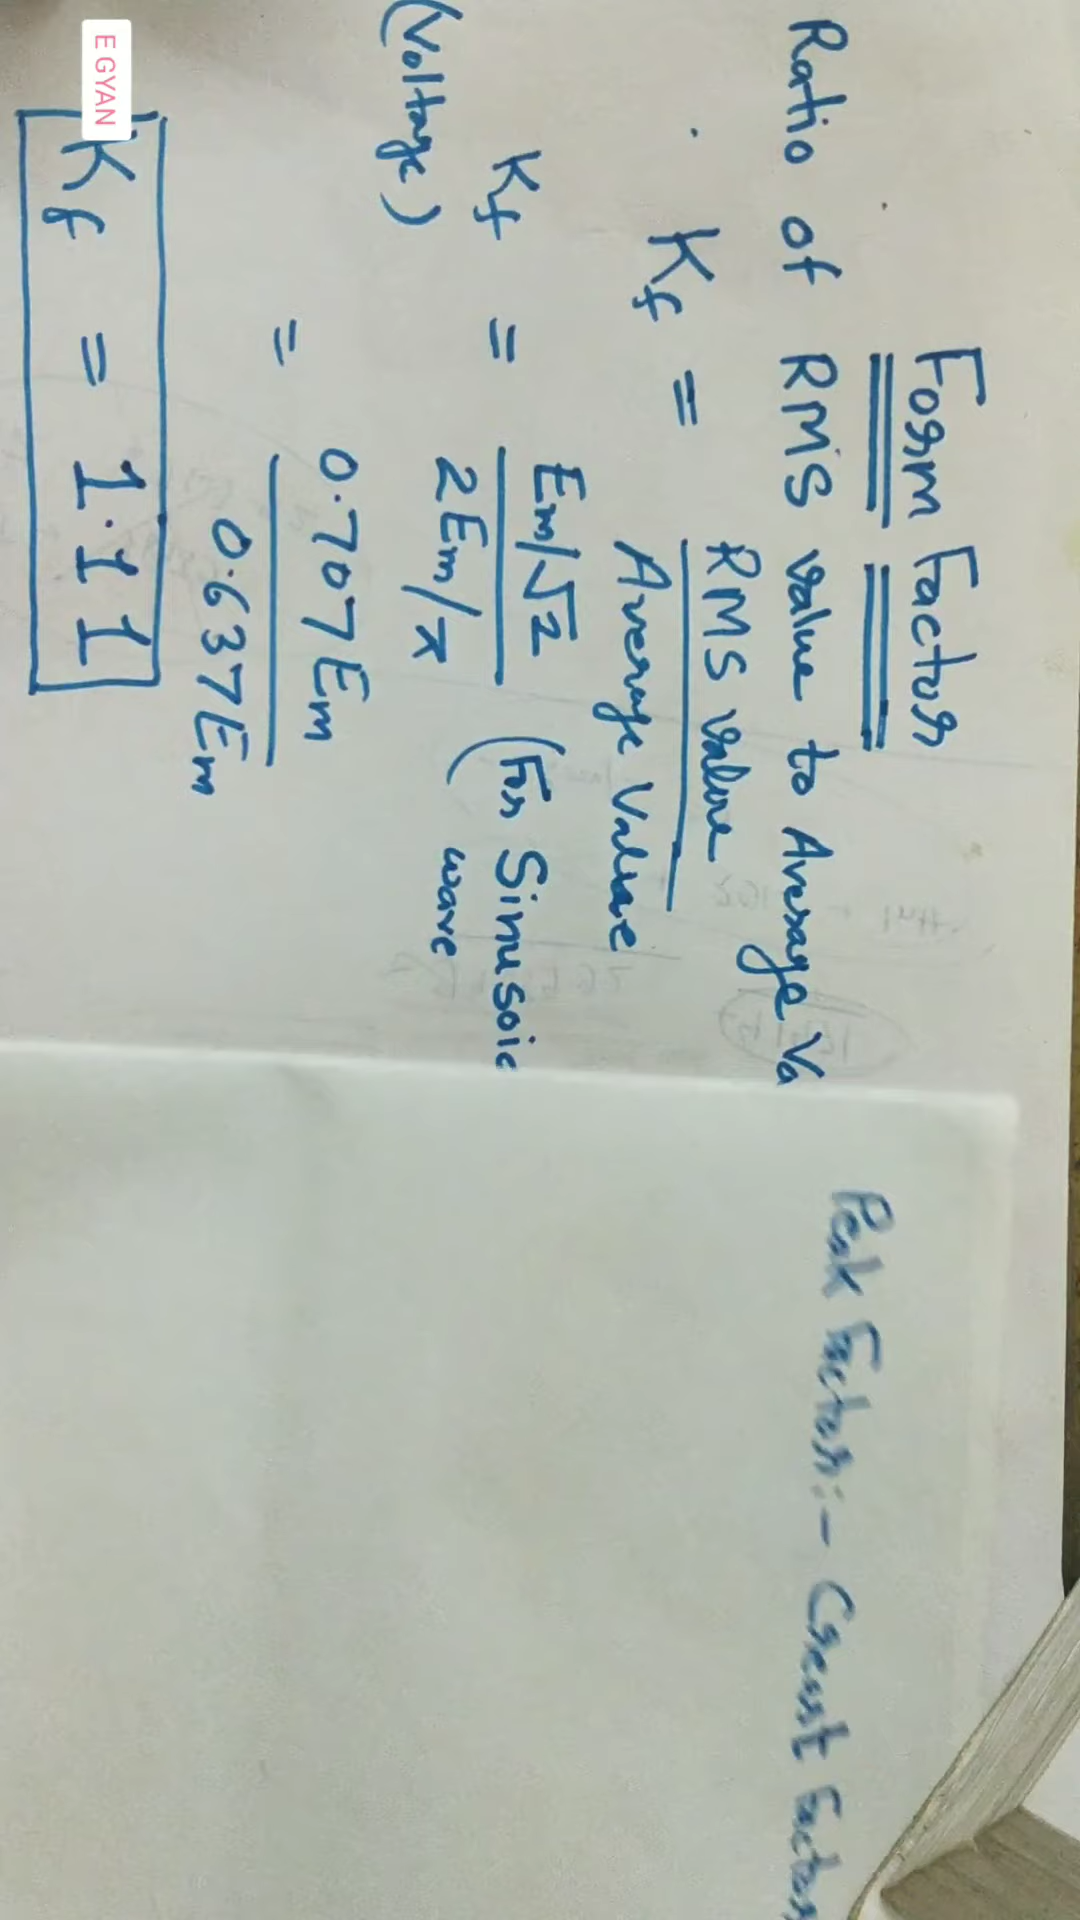 Form Factor
Ratio of RMS value to Average Va
Kf = RMS value
Average Value
Kf = Em/√2
2Em/π
(For Sinusoid
wave
(Voltage)
= 0.707Em
0.637Em
Kf = 1.11
Peak Factor:- Crest Factor
E GYAN